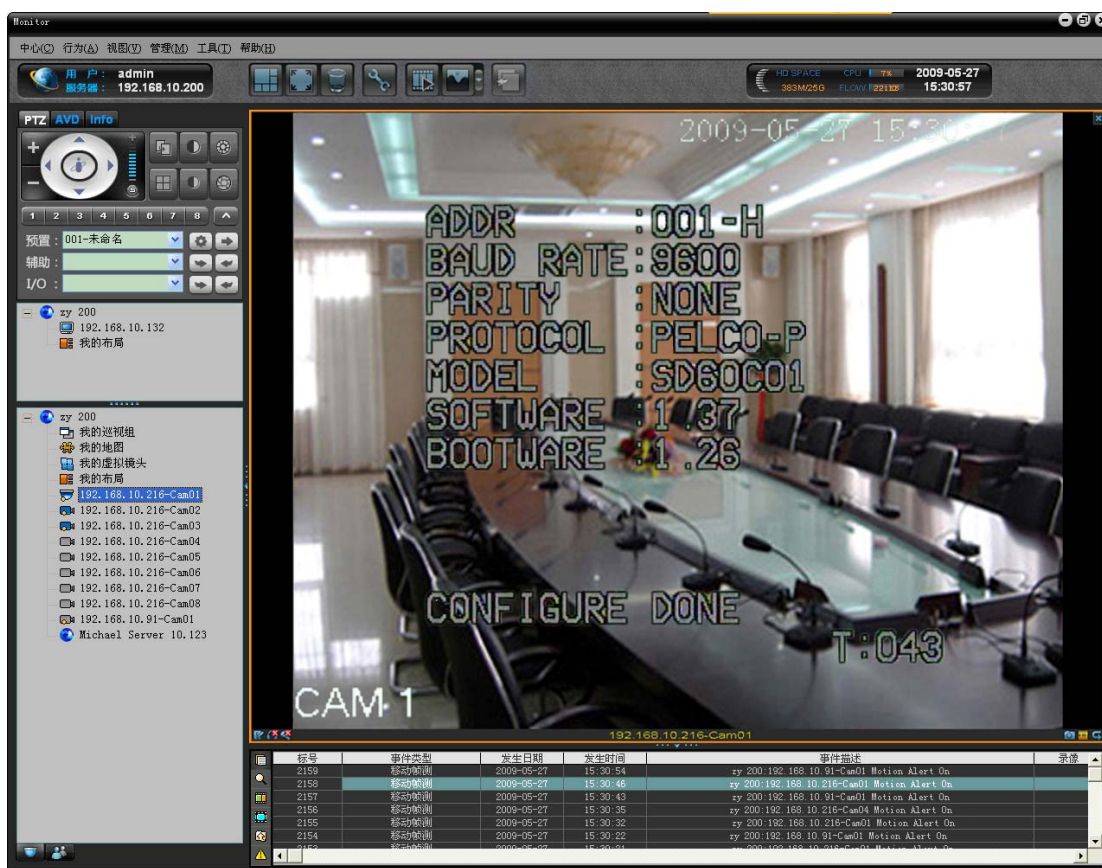 Monitor
中心(C) 行为(A) 视图(V) 管理(M) 工具(T) 帮助(H)
用 户： admin
服务器： 192.168.10.200
HD SPACE CPU 7% 2009-05-27
383M/25G FLOW 15:30:57
PTZ AVD Info
1 2 3 4 5 6 7 8
预置： 001-未命名
辅助：
I/O ：
zy 200
192.168.10.132
我的布局
zy 200
我的巡视组
我的地图
我的虚拟镜头
我的布局
192.168.10.216-Cam01
192.168.10.216-Cam02
192.168.10.216-Cam03
192.168.10.216-Cam04
192.168.10.216-Cam05
192.168.10.216-Cam06
192.168.10.216-Cam07
192.168.10.216-Cam08
192.168.10.91-Cam01
Michael Server 10.123
2009-05-27
ADDR :001-H
BAUD RATE:9600
PARITY :NONE
PROTOCOL :PELCO-P
MODEL :SD60C01
SOFTWARE :1.37
BOOTWARE :1.26
CONFIGURE DONE
T:043
CAM-1
192.168.10.216-Cam01
标号 事件类型 发生日期 发生时间 事件描述 录像
2159 移动帧测 2009-05-27 15:30:54 zy 200:192.168.10.91-Cam01 Motion Alert On
2158 移动帧测 2009-05-27 15:30:46 zy 200:192.168.10.216-Cam01 Motion Alert On
2157 移动帧测 2009-05-27 15:30:43 zy 200:192.168.10.91-Cam01 Motion Alert On
2156 移动帧测 2009-05-27 15:30:35 zy 200:192.168.10.216-Cam04 Motion Alert On
2155 移动帧测 2009-05-27 15:30:32 zy 200:192.168.10.216-Cam01 Motion Alert On
2154 移动帧测 2009-05-27 15:30:22 zy 200:192.168.10.91-Cam01 Motion Alert On